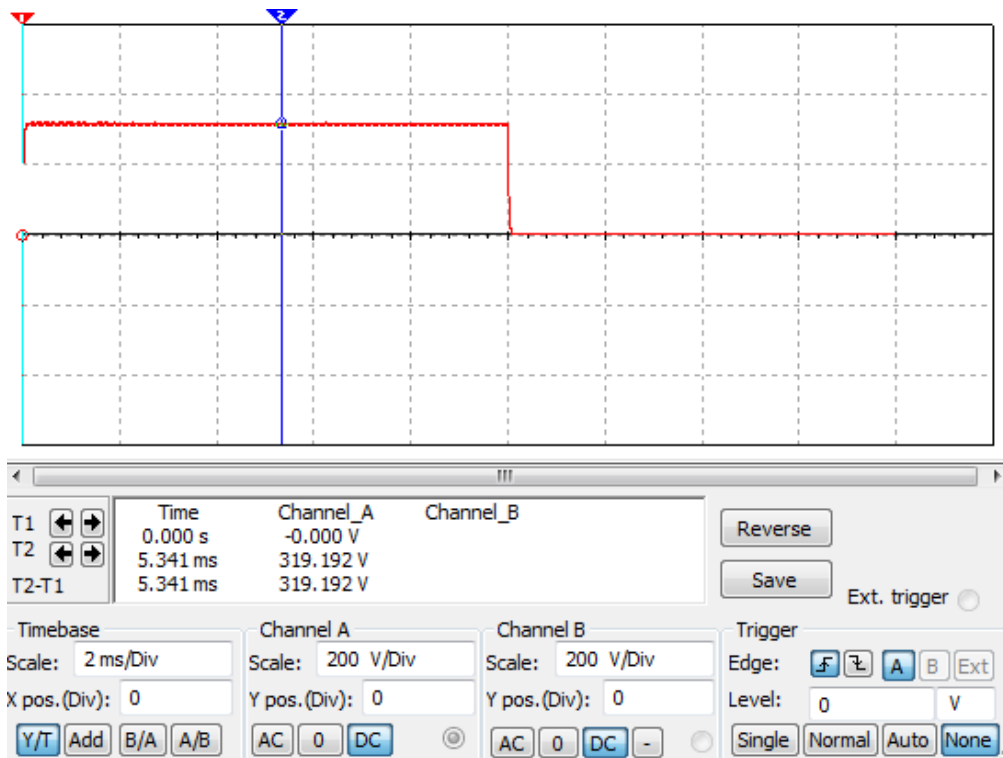 1
2
T1
T2
T2-T1
Time Channel_A Channel_B
0.000 s -0.000 V
5.341 ms 319.192 V
5.341 ms 319.192 V
Reverse
Save
Ext. trigger
Timebase
Scale: 2 ms/Div
X pos.(Div): 0
Y/T Add B/A A/B
Channel A
Scale: 200 V/Div
Y pos.(Div): 0
AC 0 DC
Channel B
Scale: 200 V/Div
Y pos.(Div): 0
AC 0 DC -
Trigger
Edge: A B Ext
Level: 0 V
Single Normal Auto None